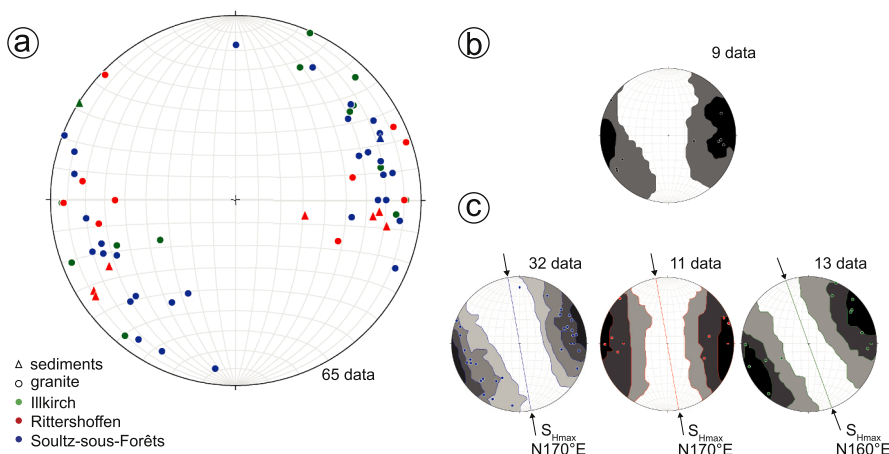 a
65 data
sediments
granite
Illkirch
Rittershoffen
Soultz-sous-Forêts
b
9 data
c
32 data
11 data
13 data
SHmax
N170°E
SHmax
N170°E
SHmax
N160°E